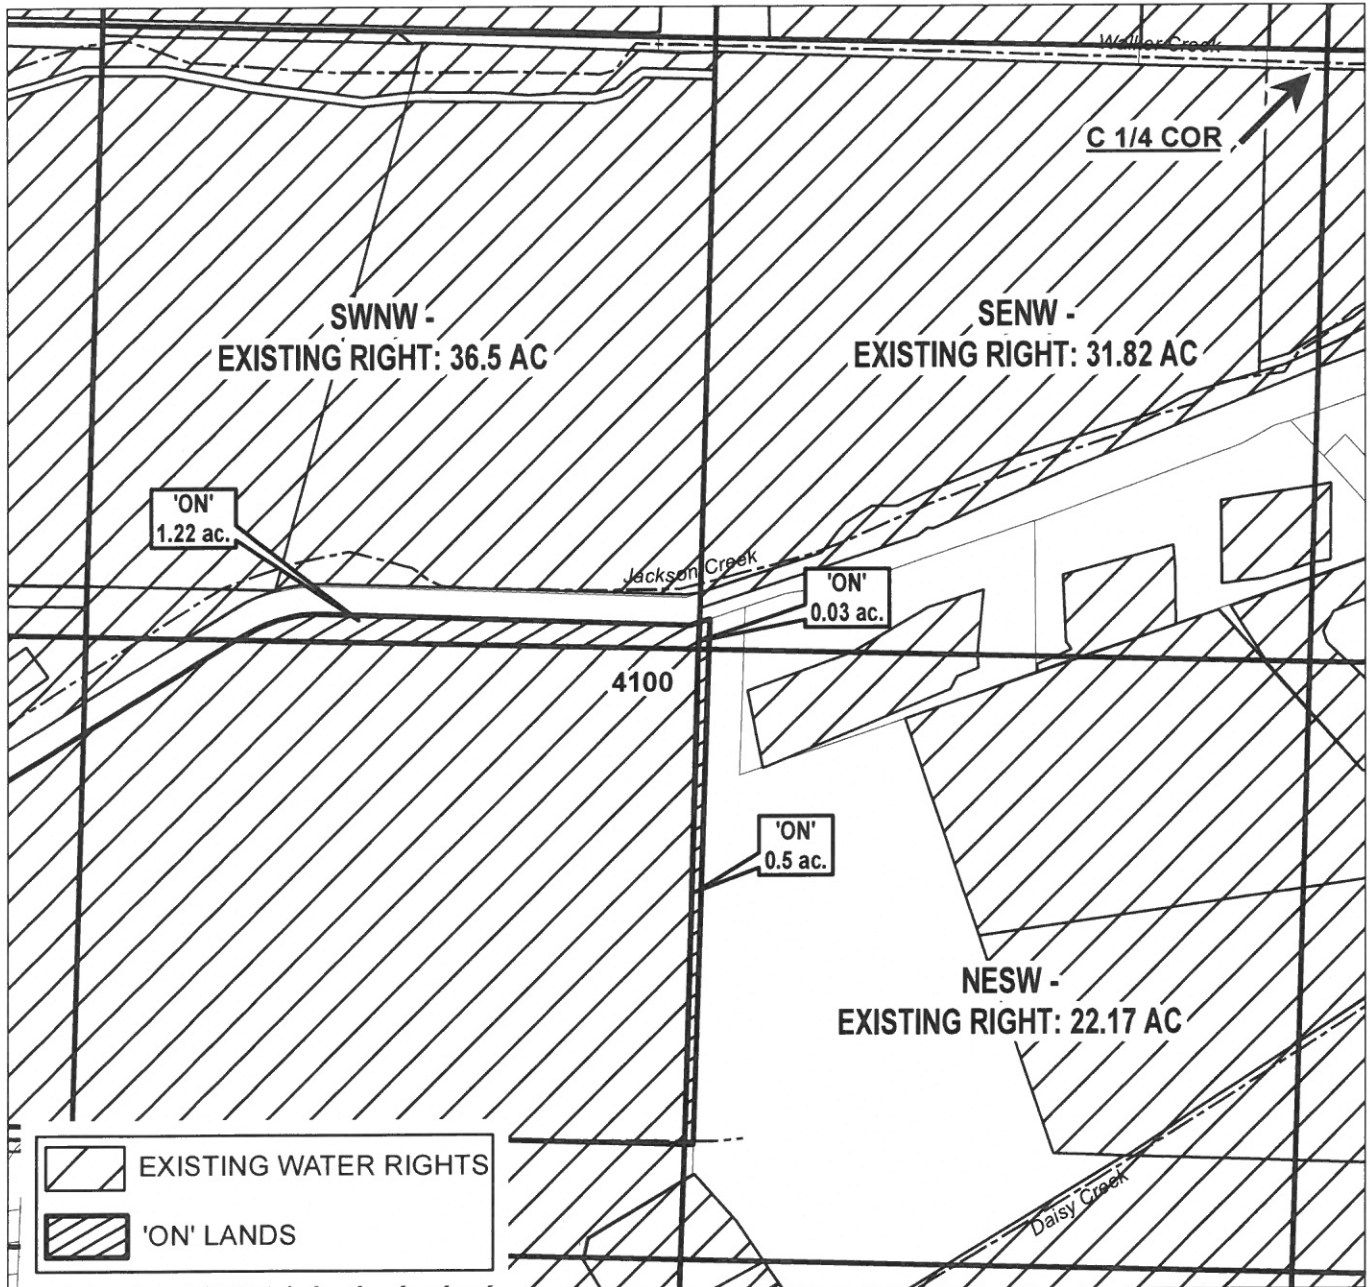 Walker Creek
C 1/4 COR
SWNW -
EXISTING RIGHT: 36.5 AC
SENW -
EXISTING RIGHT: 31.82 AC
'ON'
1.22 ac.
Jackson Creek
'ON'
0.03 ac.
4100
'ON'
0.5 ac.
NESW -
EXISTING RIGHT: 22.17 AC
EXISTING WATER RIGHTS
Daisy Creek
'ON' LANDS